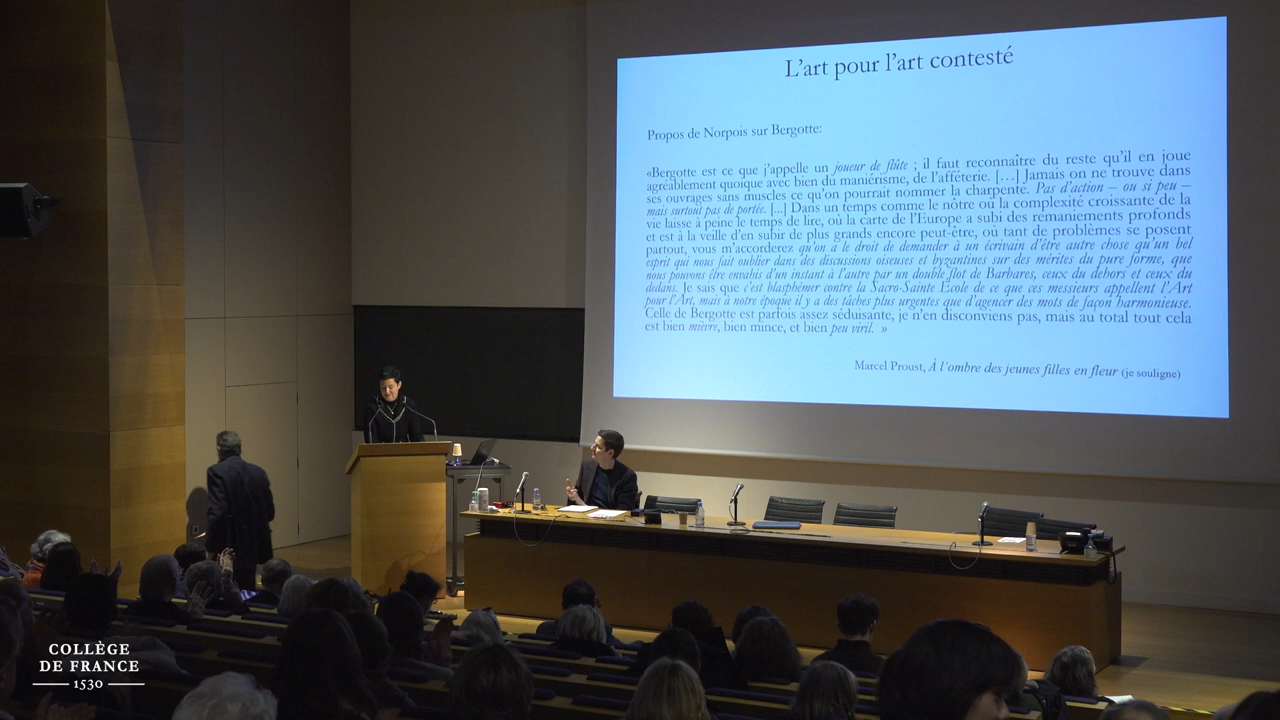 L’art pour l’art contesté
Propos de Norpois sur Bergotte:
«Bergotte est ce que j’appelle un joueur de flûte ; il faut reconnaître du reste qu’il en joue
agréablement quoique avec bien du maniérisme, de l’afféterie. […] Jamais on ne trouve dans
ses ouvrages sans muscles ce qu’on pourrait nommer la charpente. Pas d’action – ou si peu –
mais surtout pas de portée. [...] Dans un temps comme le nôtre où la complexité croissante de la
vie laisse à peine le temps de lire, où la carte de l’Europe a subi des remaniements profonds
et est à la veille d’en subir de plus grands encore peut-être, où tant de problèmes se posent
partout, vous m’accorderez qu’on a le droit de demander à un écrivain d’être autre chose qu’un bel
esprit qui nous fait oublier dans des discussions oiseuses et byzantines sur des mérites du pure forme, que
nous pouvons être envahis d’un instant à l’autre par un double flot de Barbares, ceux du dehors et ceux du
dedans. Je sais que c’est blasphémer contre la Sacro-Sainte École de ce que ces messieurs appellent l’Art
pour l’Art, mais à notre époque il y a des tâches plus urgentes que d’agencer des mots de façon harmonieuse.
Celle de Bergotte est parfois assez séduisante, je n’en disconviens pas, mais au total tout cela
est bien mièvre, bien mince, et bien peu viril. »
Marcel Proust, À l’ombre des jeunes filles en fleur (je souligne)
COLLÈGE
DE FRANCE
1530